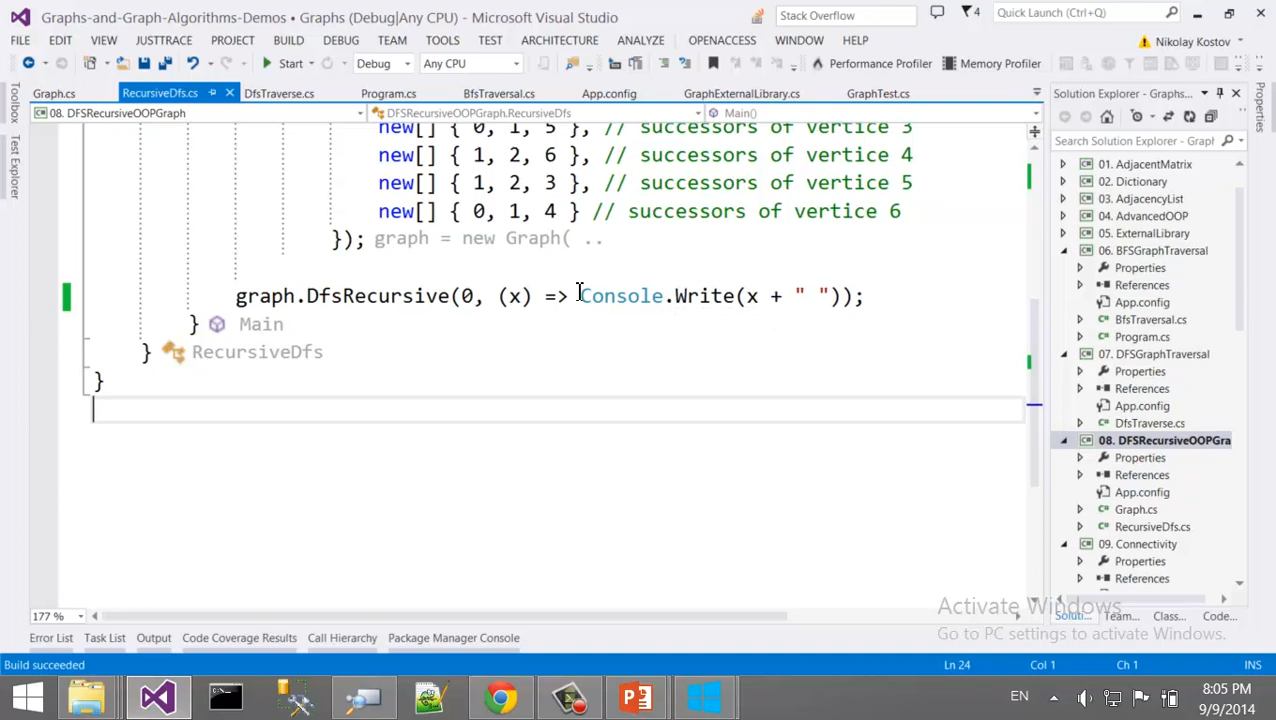 Graphs-and-Graph-Algorithms-Demos • Graphs (Debug|Any CPU) - Microsoft Visual Studio
Stack Overflow
4
Quick Launch (Ctrl+Q)
FILE EDIT VIEW JUSTTRACE PROJECT BUILD DEBUG TEAM TOOLS TEST ARCHITECTURE ANALYZE OPENACCESS WINDOW HELP
Nikolay Kostov
Start Debug Any CPU Performance Profiler Memory Profiler
Toolbox
Test Explorer
Graph.cs RecursiveDfs.cs DfsTraverse.cs Program.cs BfsTraversal.cs App.config GraphExternalLibrary.cs GraphTest.cs
08. DFSRecursiveOOPGraph DFSRecursiveOOPGraph.RecursiveDfs Main()
new[] { 0, 1, 5 }, // successors of vertice 3
new[] { 1, 2, 6 }, // successors of vertice 4
new[] { 1, 2, 3 }, // successors of vertice 5
new[] { 0, 1, 4 } // successors of vertice 6
}); graph = new Graph( ..
graph.DfsRecursive(0, (x) => Console.Write(x + " "));
} Main
} RecursiveDfs
}
Solution Explorer - Graphs...
Search Solution Explorer - Graph
01. AdjacentMatrix
02. Dictionary
03. AdjacencyList
04. AdvancedOOP
05. ExternalLibrary
06. BFSGraphTraversal
Properties
References
App.config
BfsTraversal.cs
Program.cs
07. DFSGraphTraversal
Properties
References
App.config
DfsTraverse.cs
08. DFSRecursiveOOPGra
Properties
References
App.config
Graph.cs
RecursiveDfs.cs
09. Connectivity
Properties
References
Soluti... Team... Class... Code...
177 %
Activate Windows
Go to PC settings to activate Windows.
Error List Task List Output Code Coverage Results Call Hierarchy Package Manager Console
Build succeeded Ln 24 Col 1 Ch 1 INS
EN
8:05 PM
9/9/2014